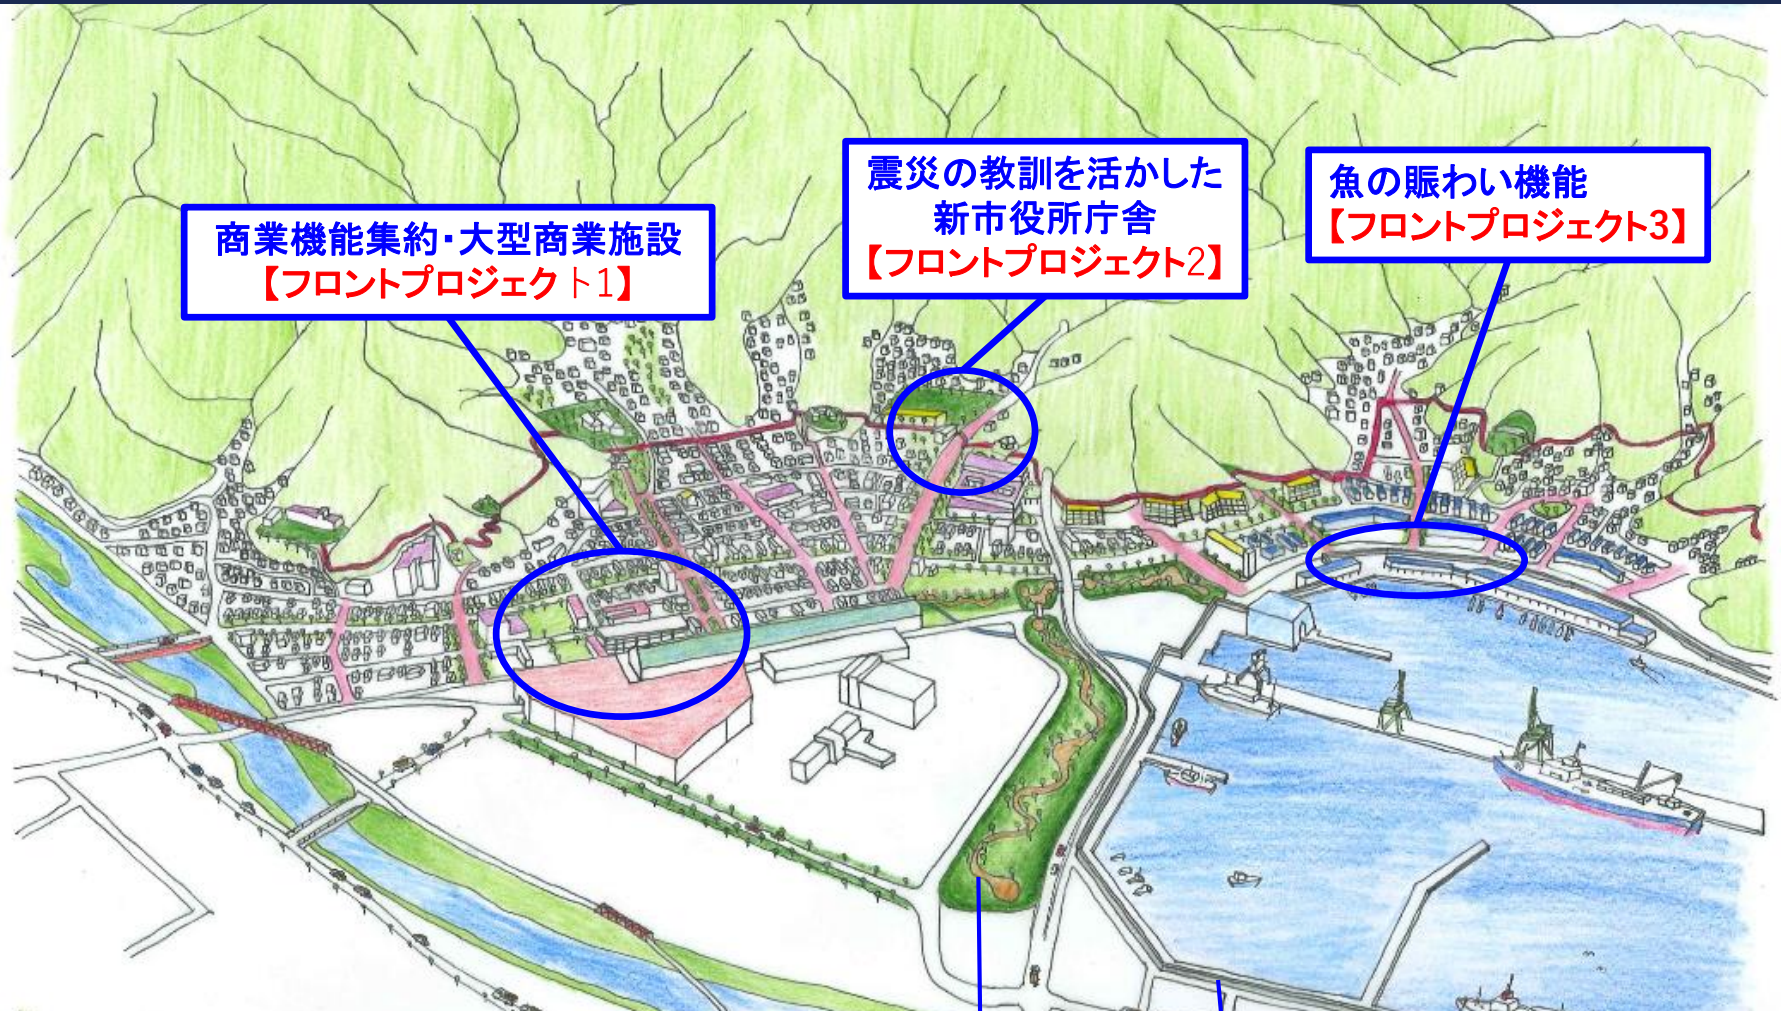 商業機能集約・大型商業施設
【フロントプロジェクト1】
震災の教訓を活かした
新市役所庁舎
【フロントプロジェクト2】
魚の賑わい機能
【フロントプロジェクト3】